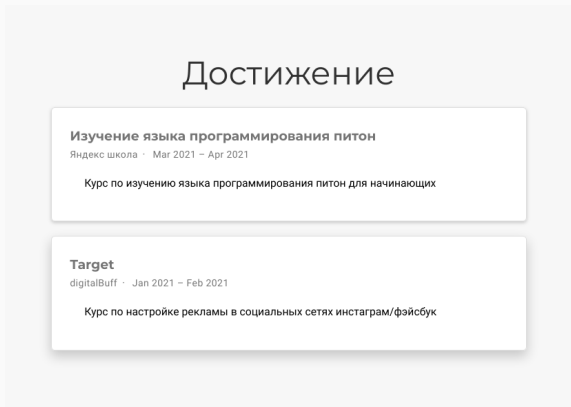 Достижение
Изучение языка программирования питон
Яндекс школа · Mar 2021 – Apr 2021
Курс по изучению языка программирования питон для начинающих
Target
digitalBuff · Jan 2021 – Feb 2021
Курс по настройке рекламы в социальных сетях инстаграм/фэйсбук